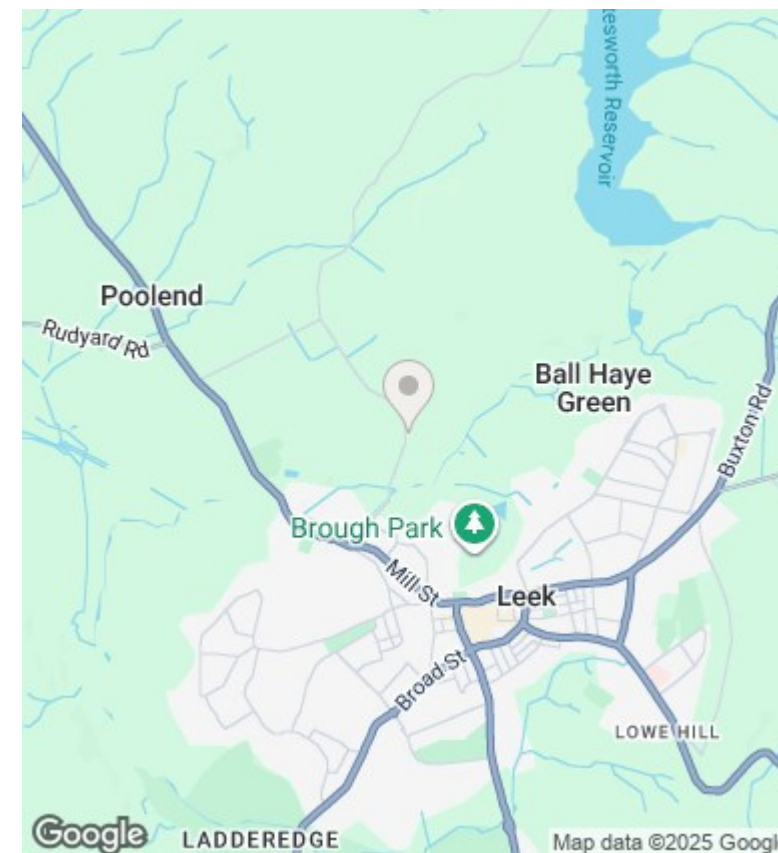 tesworth Reservoir
Poolend
Rudyard Rd
Ball Haye
Green
Buxton Rd
Brough Park
Mill St
Leek
Broad St
LOWE HILL
Google
LADDEREDGE
Map data ©2025 Googl